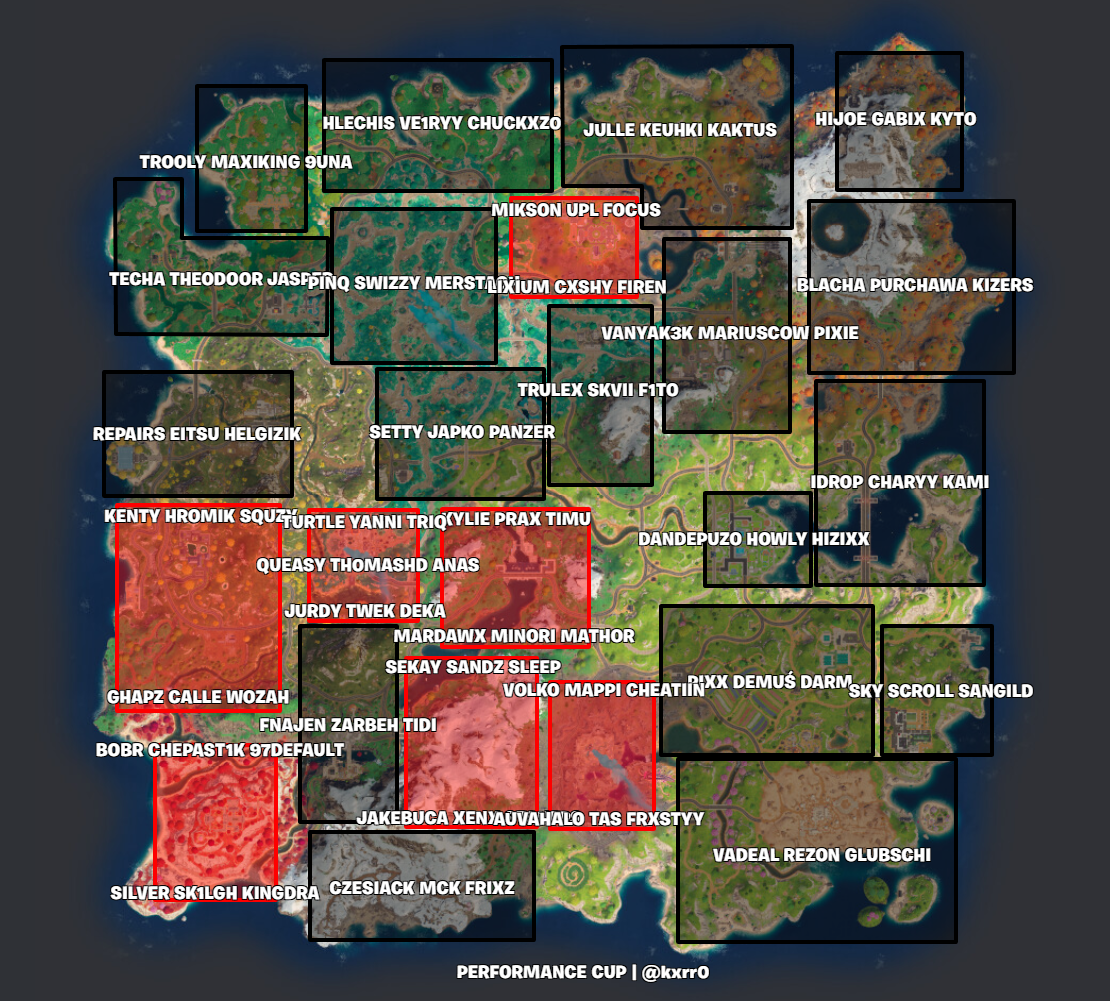 HLECHIS VE1RYY CHUCKXZO
HIJOE GABIX KYTO
JULLE KEUHKI KAKTUS
TROOLY MAXIKING 9UNA
MIKSON UPL FOCUS
TECHA THEODOOR JASPER
PINQ SWIZZY
LIXIUM CXSHY FIREN
BLACHA PURCHAWA KIZERS
VANYAK3K MARIUSCOW PIXIE
TRULEX SKVII F1TO
REPAIRS EITSU HELGIZIK
SETTY JAPKO PANZER
IDROP CHARYY KAMI
KENTY HROMIK SQUZY
TURTLE YANNI TRIQ
KYLIE PRAX TIMU
DANDEPUZO HOWLY HIZIXX
QUEASY THOMASHD ANAS
JURDY TWEK DEKA
MARDAWX MINORI MATHOR
SEKAY SANDZ SLEEP
PIXX DEMUŚ DARM
VOLKO MAPPI CHEATIIN
SKY SCROLL SANGILD
GHAPZ CALLE WOZAH
FNAJEN ZARBEH TIDI
BOBR CHEPAST1K 97DEFAULT
JAKEBUCA
TAS FRXSTYY
VADEAL REZON GLUBSCHI
CZESIACK MCK FRIXZ
SILVER SK1LGH KINGDRA
PERFORMANCE CUP | @kxrr0